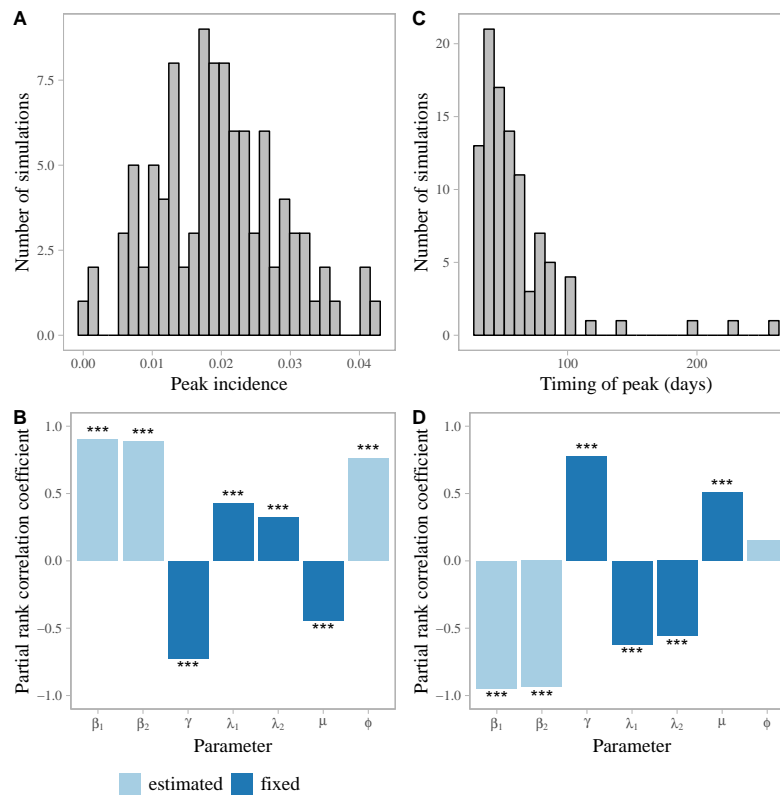 A
Number of simulations
7.5
5.0
2.5
0.0
0.00 0.01 0.02 0.03 0.04
Peak incidence
C
Number of simulations
20
15
10
5
0
100 200
Timing of peak (days)
B
Partial rank correlation coefficient
1.0
0.5
0.0
−0.5
−1.0
*** *** *** *** *** *** ***
β1 β2 γ λ1 λ2 μ ϕ
Parameter
D
Partial rank correlation coefficient
1.0
0.5
0.0
−0.5
−1.0
*** *** *** *** *** ***
β1 β2 γ λ1 λ2 μ ϕ
Parameter
estimated fixed